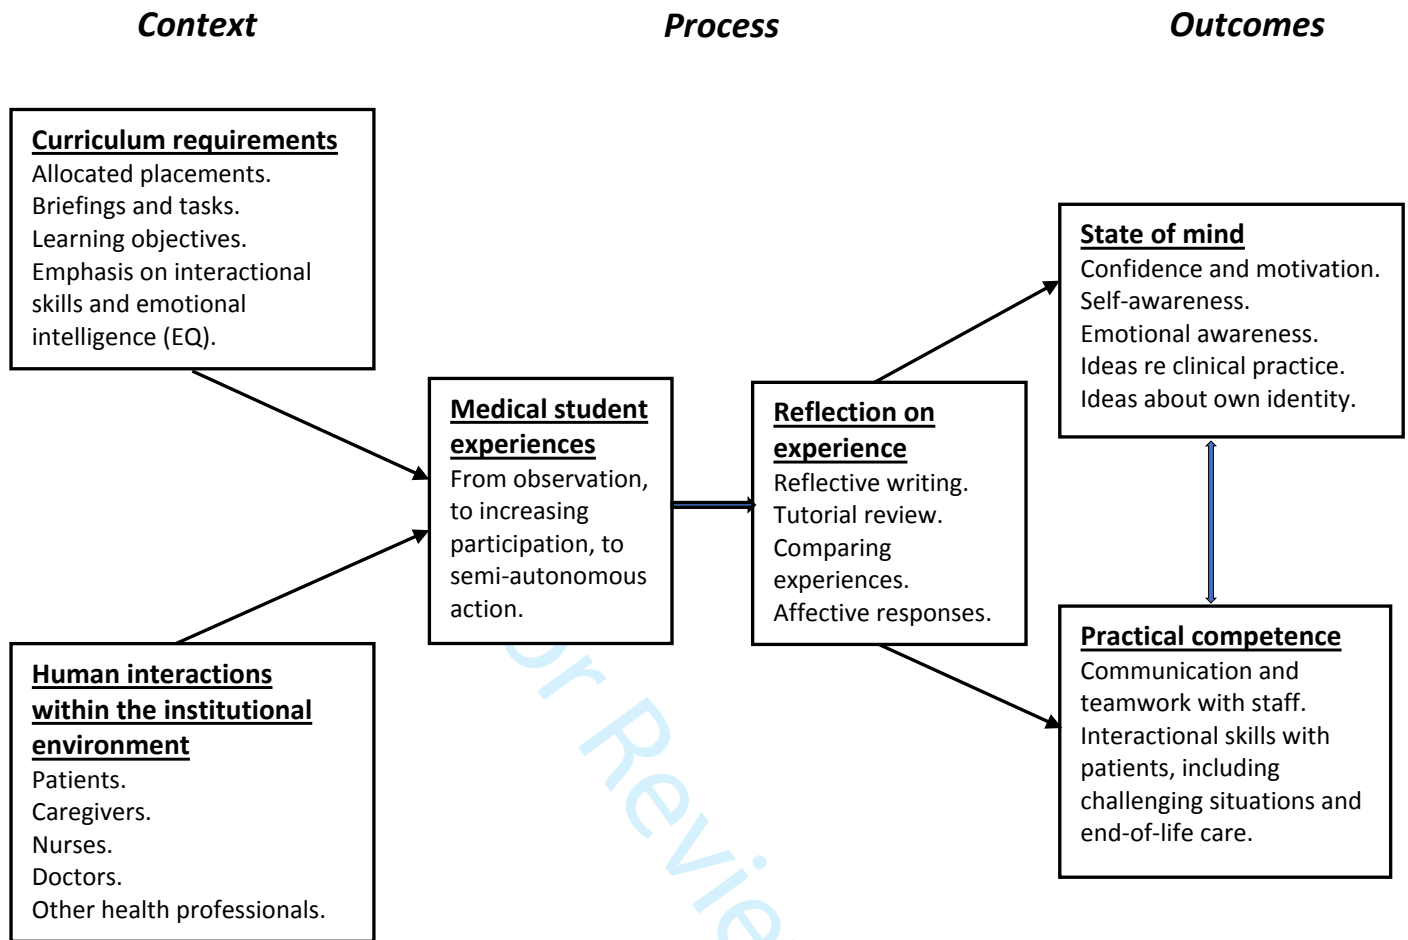 Context
Process
Outcomes
Curriculum requirements
Allocated placements.
Briefings and tasks.
Learning objectives.
Emphasis on interactional
skills and emotional
intelligence (EQ).
Human interactions
within the institutional
environment
Patients.
Caregivers.
Nurses.
Doctors.
Other health professionals.
Medical student
experiences
From observation,
to increasing
participation, to
semi-autonomous
action.
Reflection on
experience
Reflective writing.
Tutorial review.
Comparing
experiences.
Affective responses.
State of mind
Confidence and motivation.
Self-awareness.
Emotional awareness.
Ideas re clinical practice.
Ideas about own identity.
Practical competence
Communication and
teamwork with staff.
Interactional skills with
patients, including
challenging situations and
end-of-life care.
or Revie